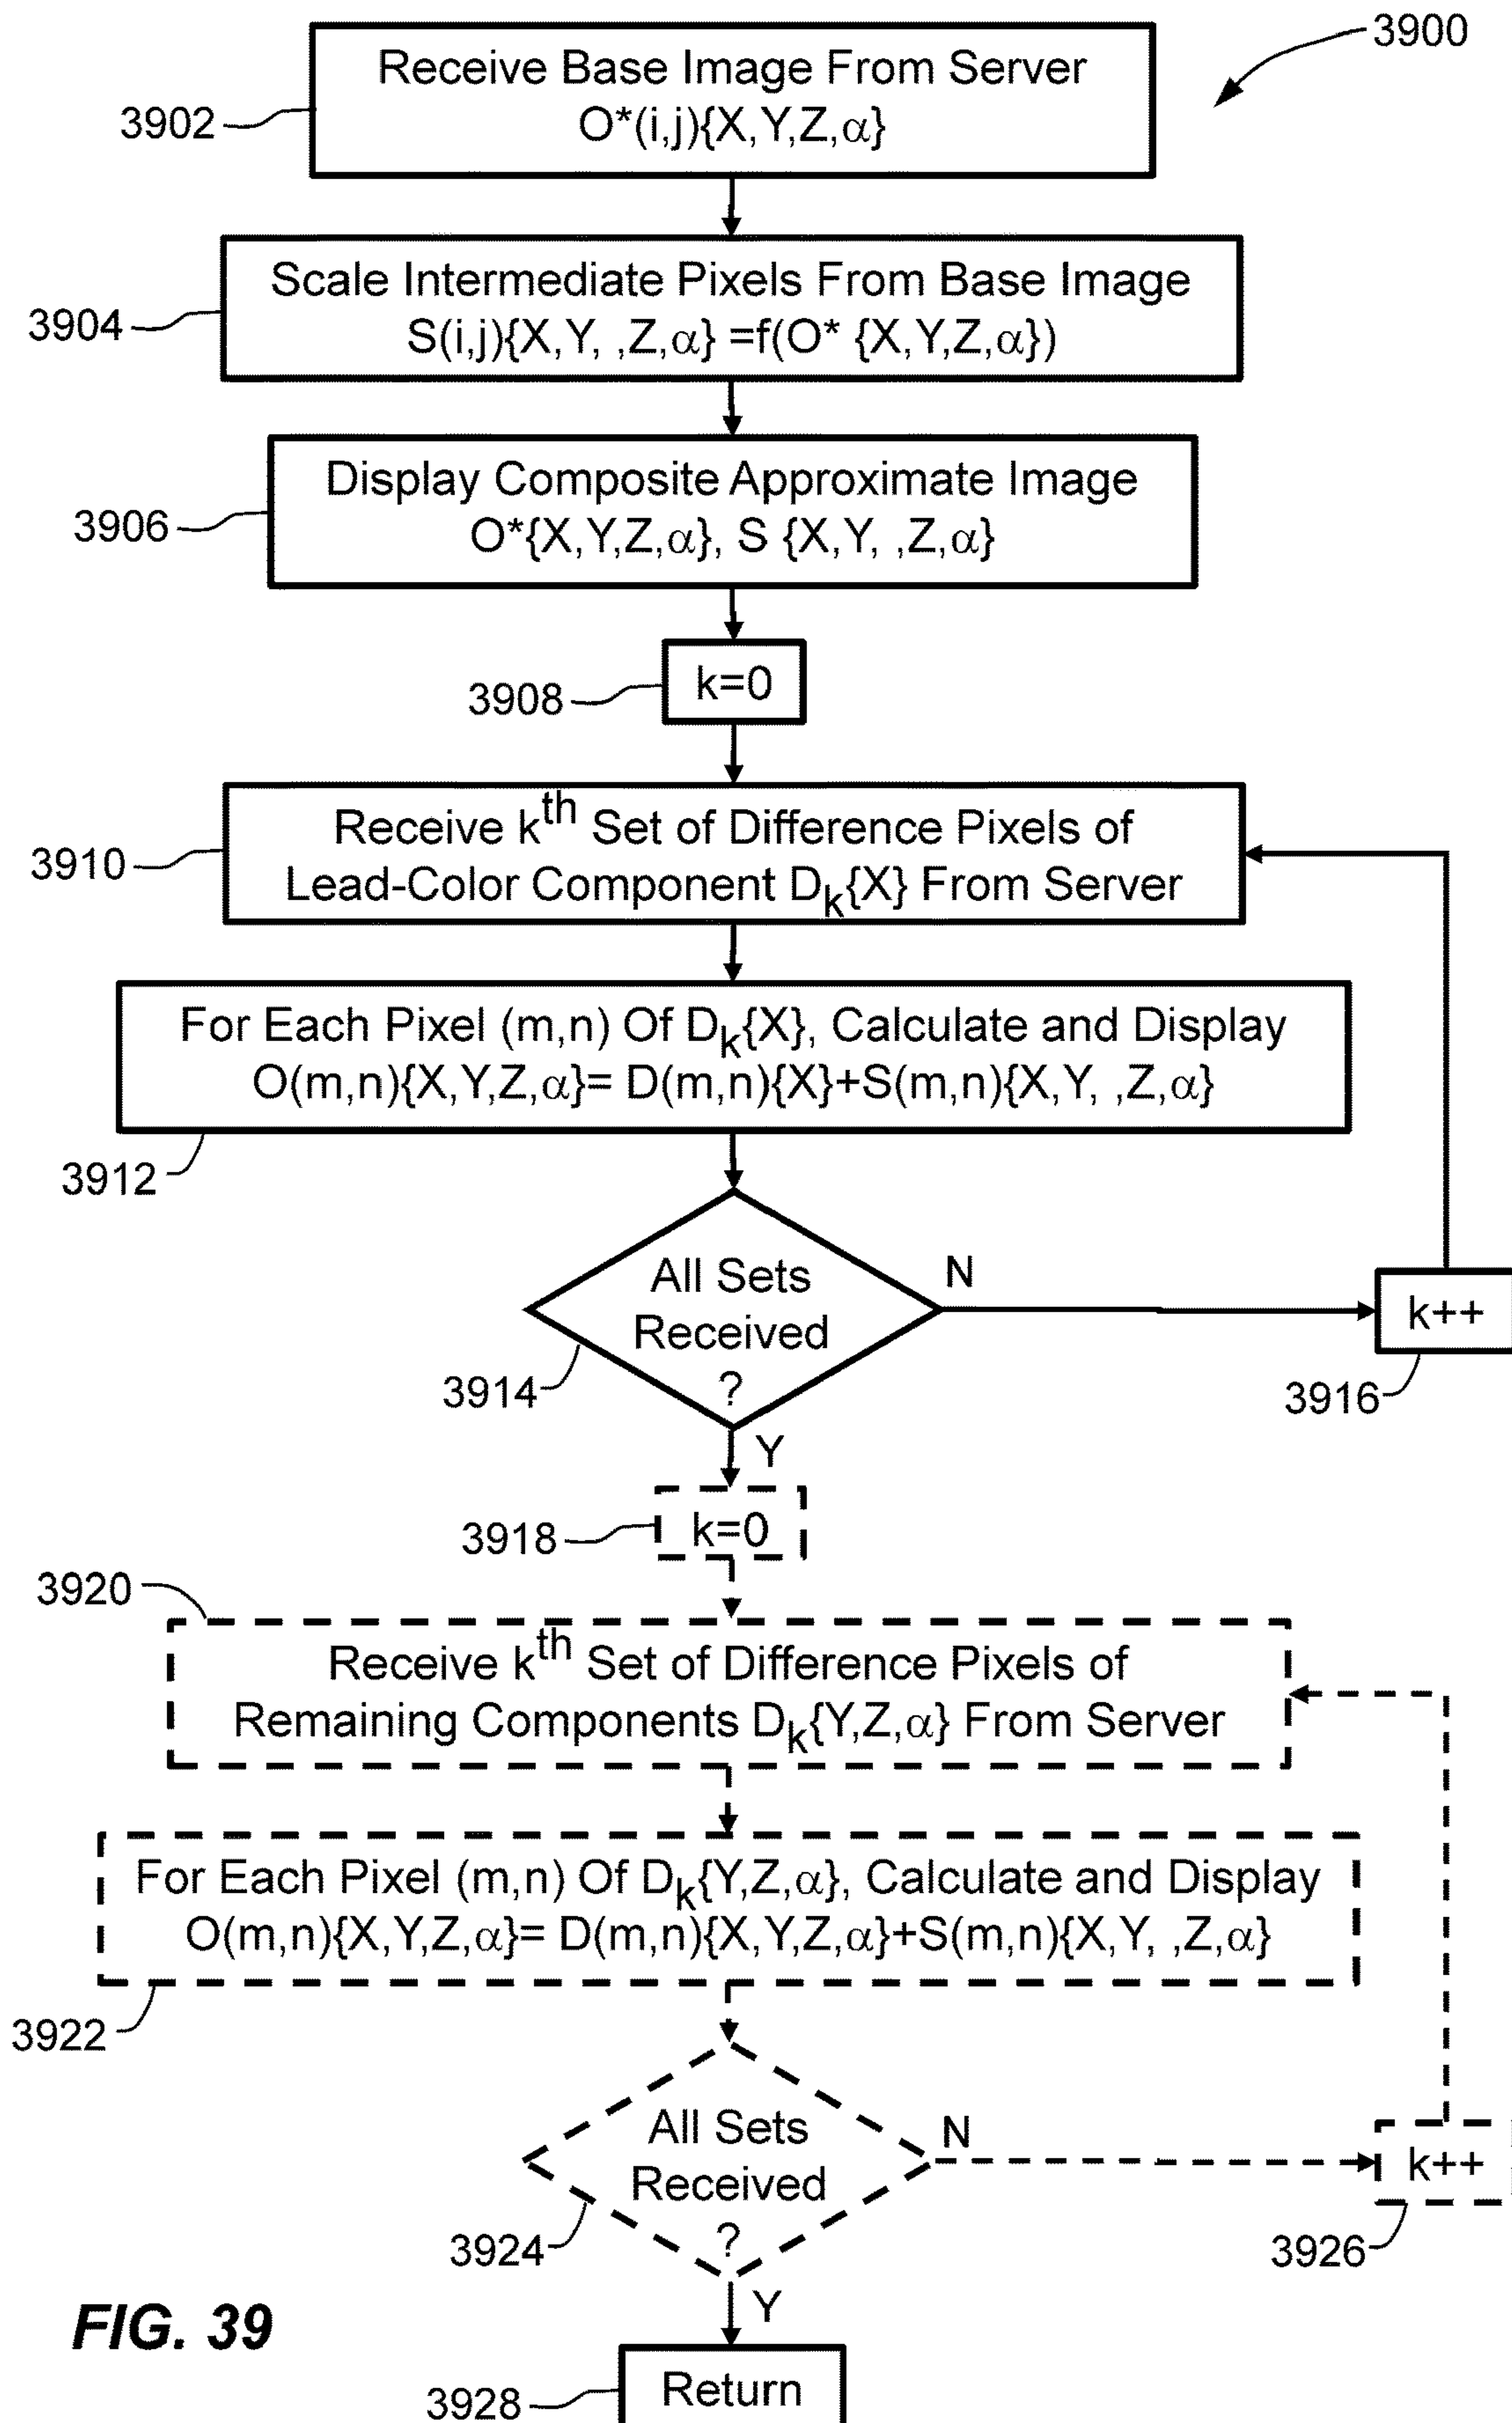 3900
Receive Base Image From Server
O*(i,j){X,Y,Z,α}
3902
Scale Intermediate Pixels From Base Image
S(i,j){X,Y, ,Z,α} =f(O* {X,Y,Z,α})
3904
Display Composite Approximate Image
O*{X,Y,Z,α}, S {X,Y, ,Z,α}
3906
k=0
3908
Receive kth Set of Difference Pixels of
Lead-Color Component Dk{X} From Server
3910
For Each Pixel (m,n) Of Dk{X}, Calculate and Display
O(m,n){X,Y,Z,α}= D(m,n){X}+S(m,n){X,Y, ,Z,α}
3912
All Sets
Received
?
3914
N
k++
3916
Y
k=0
3918
3920
Receive kth Set of Difference Pixels of
Remaining Components Dk{Y,Z,α} From Server
For Each Pixel (m,n) Of Dk{Y,Z,α}, Calculate and Display
O(m,n){X,Y,Z,α}= D(m,n){X,Y,Z,α}+S(m,n){X,Y, ,Z,α}
3922
All Sets
Received
?
3924
N
k++
3926
Y
Return
3928
FIG. 39